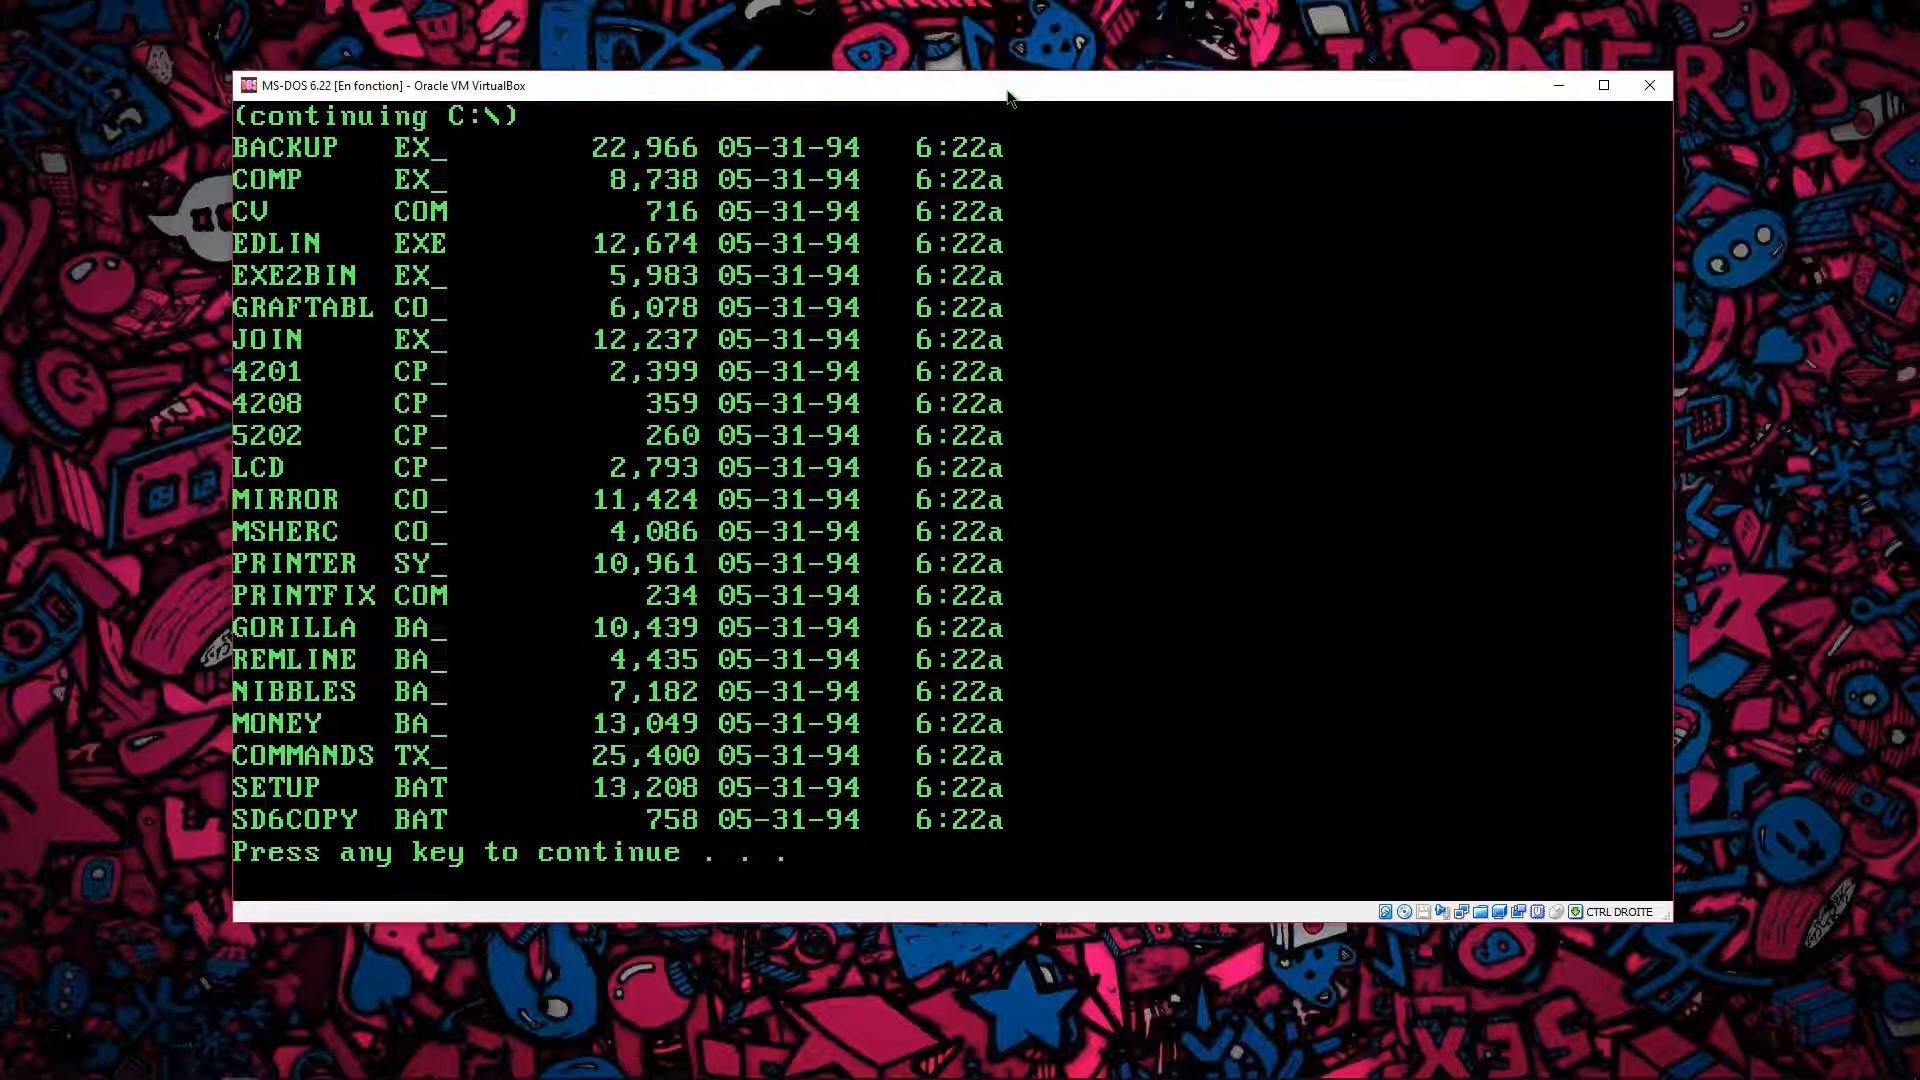 I NERDS
MS-DOS 6.22 [En fonction] - Oracle VM VirtualBox
(continuing C:\)
BACKUP   EX_        22,966 05-31-94   6:22a
COMP     EX_         8,738 05-31-94   6:22a
CV       COM           716 05-31-94   6:22a
EDLIN    EXE        12,674 05-31-94   6:22a
EXE2BIN  EX_         5,983 05-31-94   6:22a
GRAFTABL CO_         6,078 05-31-94   6:22a
JOIN     EX_        12,237 05-31-94   6:22a
4201     CP_         2,399 05-31-94   6:22a
4208     CP_           359 05-31-94   6:22a
5202     CP_           260 05-31-94   6:22a
LCD      CP_         2,793 05-31-94   6:22a
MIRROR   CO_        11,424 05-31-94   6:22a
MSHERC   CO_         4,086 05-31-94   6:22a
PRINTER  SY_        10,961 05-31-94   6:22a
PRINTFIX COM           234 05-31-94   6:22a
GORILLA  BA_        10,439 05-31-94   6:22a
REMLINE  BA_         4,435 05-31-94   6:22a
NIBBLES  BA_         7,182 05-31-94   6:22a
MONEY    BA_        13,049 05-31-94   6:22a
COMMANDS TX_        25,400 05-31-94   6:22a
SETUP    BAT        13,208 05-31-94   6:22a
SD6COPY  BAT           758 05-31-94   6:22a
Press any key to continue . . .
CTRL DROITE